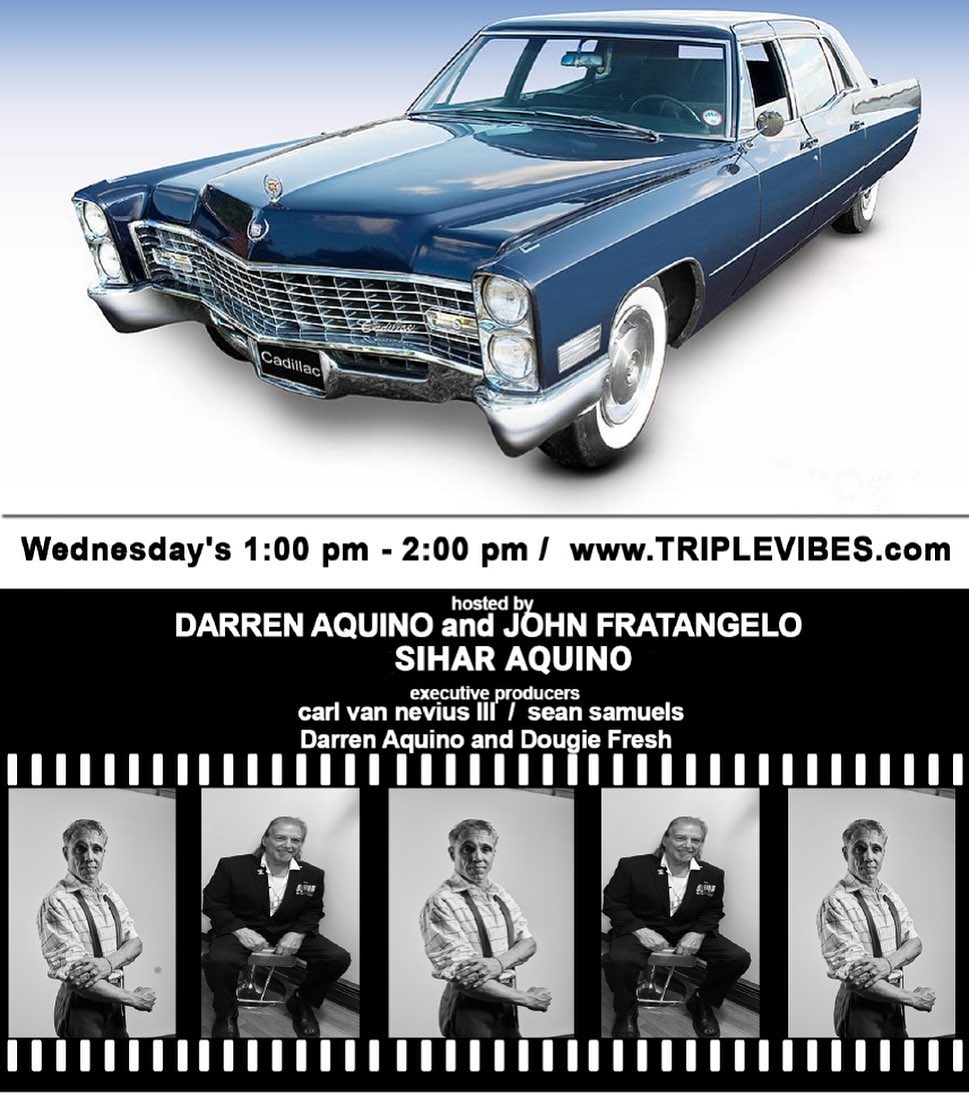 Cadillac
Cadillac
Wednesday's 1:00 pm - 2:00 pm / www.TRIPLEVIBES.com
hosted by
DARREN AQUINO and JOHN FRATANGELO
SIHAR AQUINO
executive producers
carl van nevius III / sean samuels
Darren Aquino and Dougie Fresh